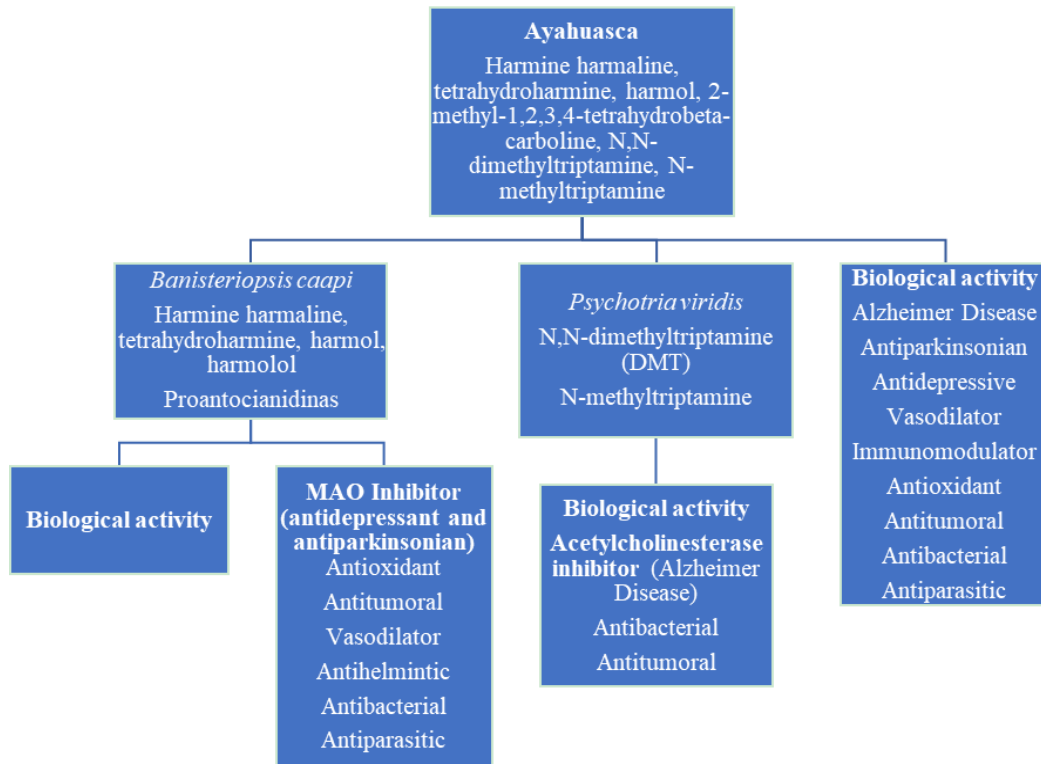 Ayahuasca
Harmine harmaline,
tetrahydroharmine, harmol, 2-
methyl-1,2,3,4-tetrahydrobeta-
carboline, N,N-
dimethyltriptamine, N-
methyltriptamine
Banisteriopsis caapi
Harmine harmaline,
tetrahydroharmine, harmol,
harmolol
Proantocianidinas
Biological activity
MAO Inhibitor
(antidepressant and
antiparkinsonian)
Antioxidant
Antitumoral
Vasodilator
Antihelmintic
Antibacterial
Antiparasitic
Psychotria viridis
N,N-dimethyltriptamine
(DMT)
N-methyltriptamine
Biological activity
Acetylcholinesterase
inhibitor (Alzheimer
Disease)
Antibacterial
Antitumoral
Biological activity
Alzheimer Disease
Antiparkinsonian
Antidepressive
Vasodilator
Immunomodulator
Antioxidant
Antitumoral
Antibacterial
Antiparasitic